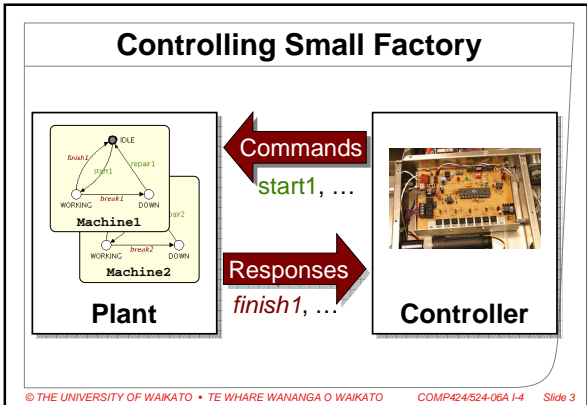 Controlling Small Factory
IDLE
finish1
start1
repair1
WORKING
break1
DOWN
Machine1
pair2
WORKING
break2
DOWN
Machine2
Plant
Commands
start1, …
Responses
finish1, …
Controller
© THE UNIVERSITY OF WAIKATO • TE WHARE WANANGA O WAIKATO COMP424/524-06A I-4 Slide 3